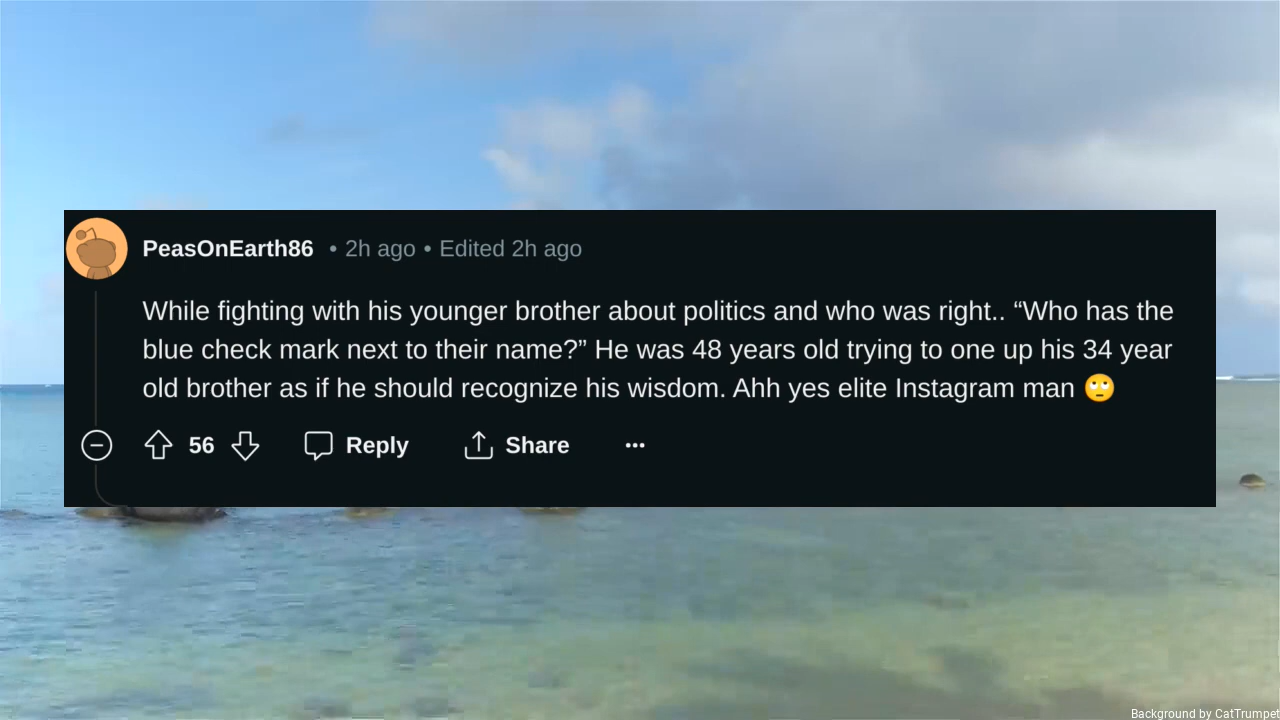 PeasOnEarth86 • 2h ago • Edited 2h ago
While fighting with his younger brother about politics and who was right.. “Who has the
blue check mark next to their name?” He was 48 years old trying to one up his 34 year
old brother as if he should recognize his wisdom. Ahh yes elite Instagram man 🙄
56 Reply Share ···
Background by CatTrumpet